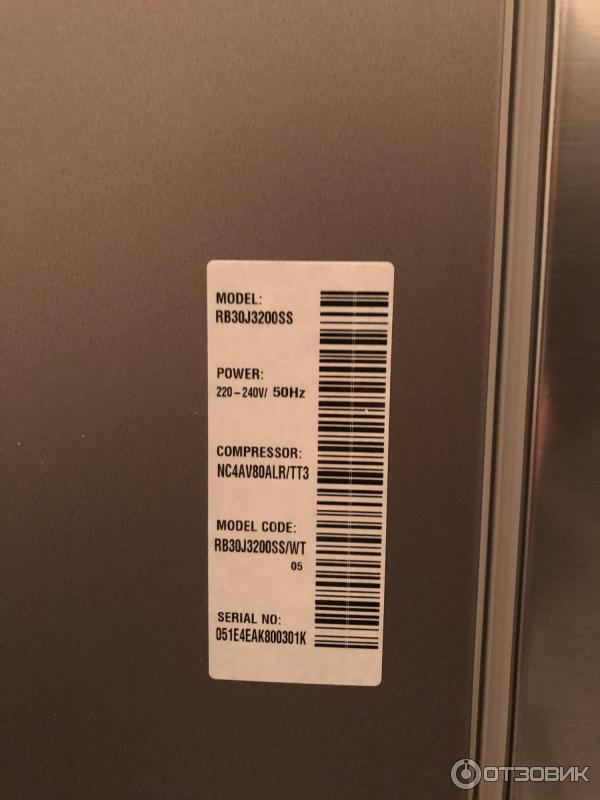 MODEL:
RB30J3200SS
POWER:
220-240V/ 50Hz
COMPRESSOR:
NC4AV80ALR/TT3
MODEL CODE:
RB30J3200SS/WT
05
SERIAL NO:
051E4EAK800301K
ОТЗОВИК